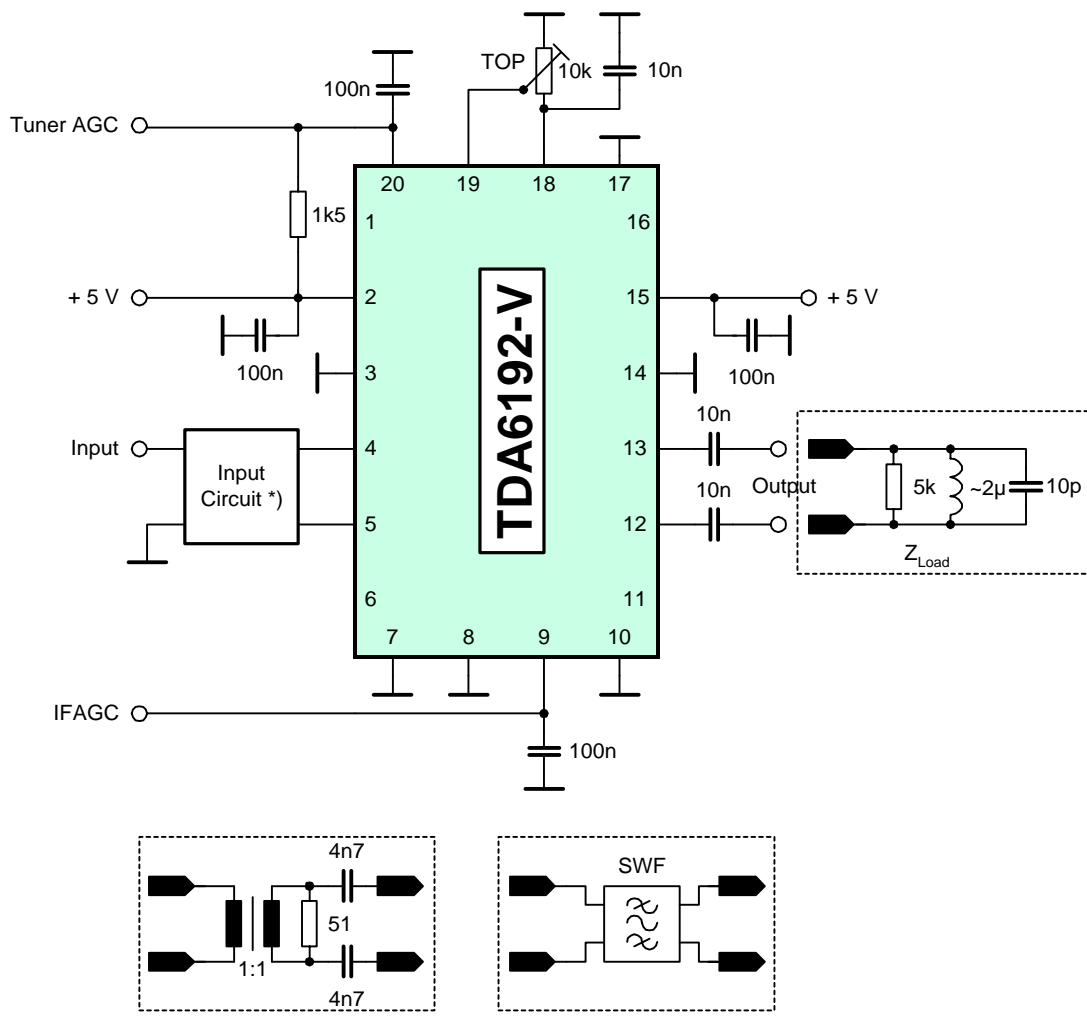 TOP
10k
10n
100n
Tuner AGC
20
19
18
17
1k5
1
16
+ 5 V
2
15
+ 5 V
100n
3
14
100n
TDA6192-V
10n
Input
Input
Circuit *)
4
13
10n
Output
5k
~2µ
10p
5
12
Z_Load
6
11
7
8
9
10
IFAGC
100n
4n7
51
1:1
4n7
SWF